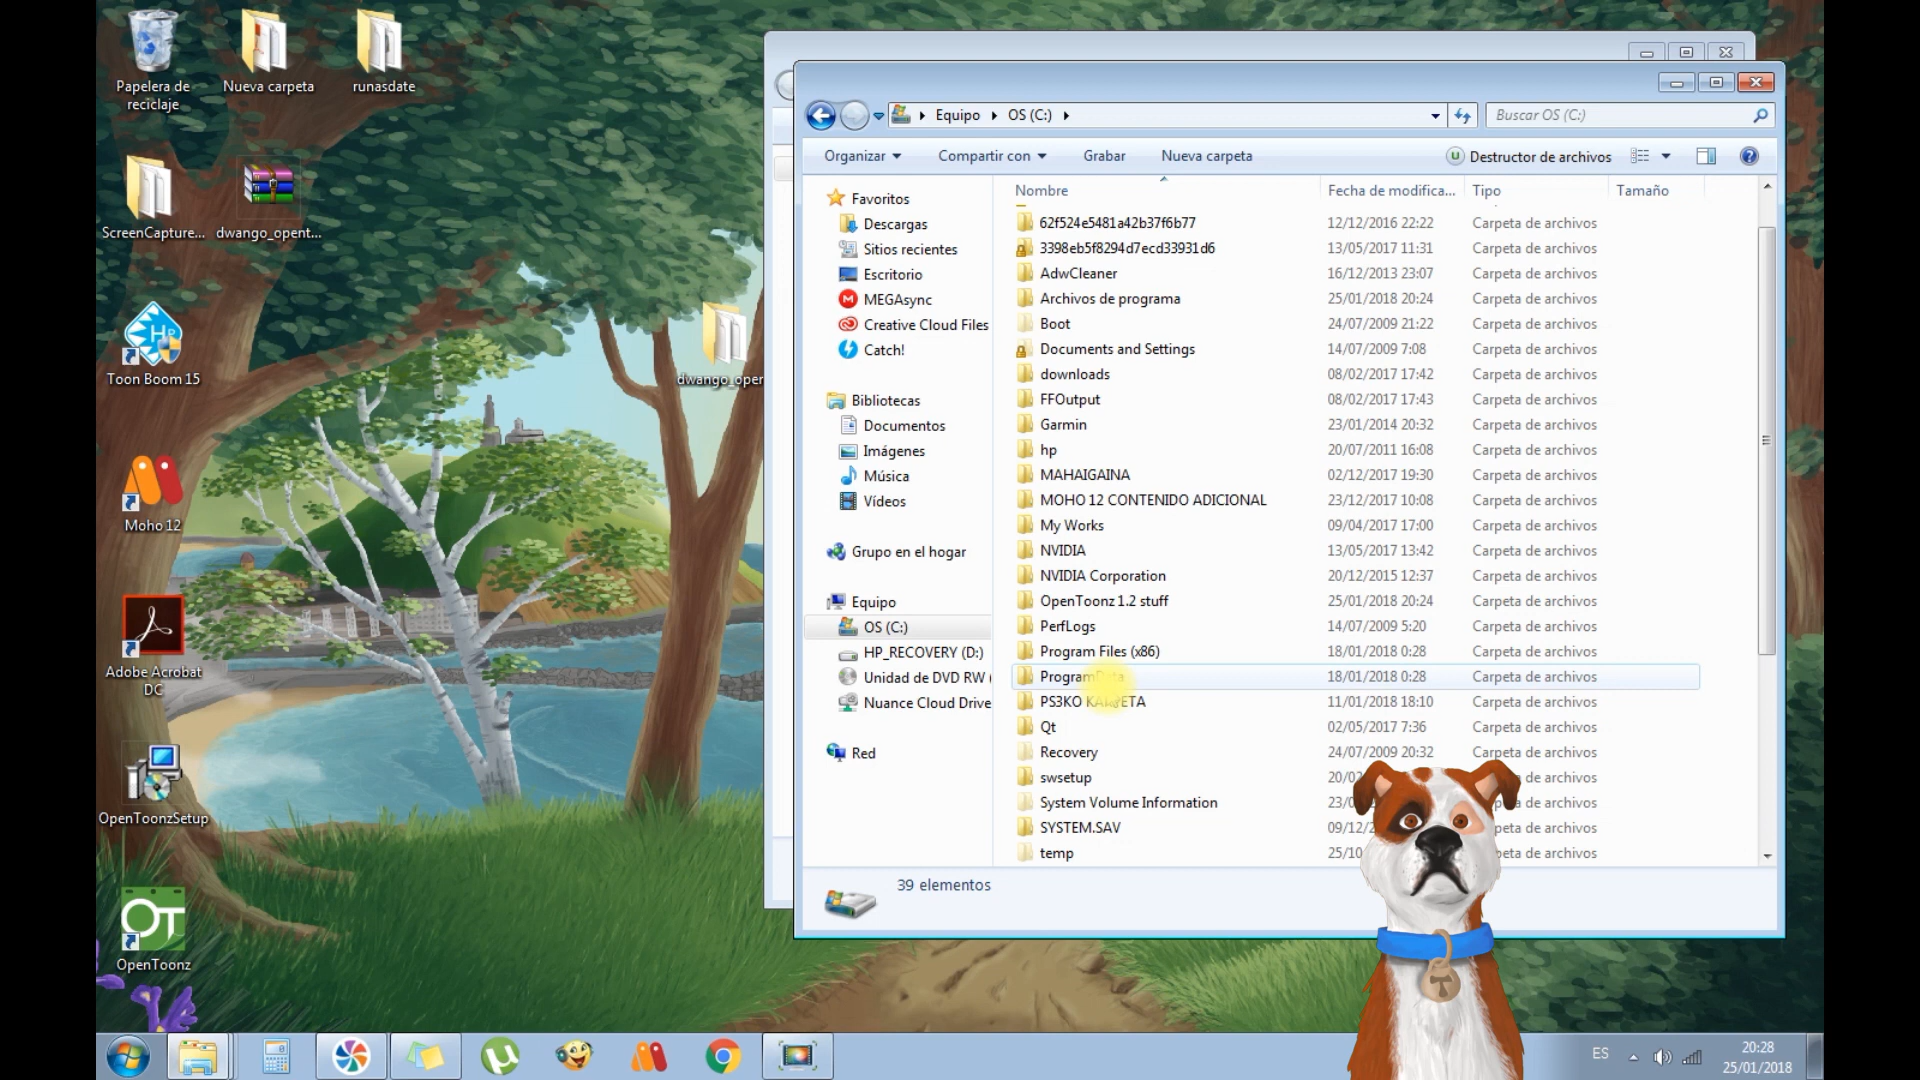 Papelera de
reciclaje
Nueva carpeta
runasdate
ScreenCapture...
dwango_opent...
Toon Boom 15
dwango_oper
Moho 12
Adobe Acrobat
DC
OpenToonzSetup
OpenToonz
Equipo
OS (C:)
Buscar OS (C:)
Organizar
Compartir con
Grabar
Nueva carpeta
Destructor de archivos
Nombre
Fecha de modifica...
Tipo
Tamaño
Favoritos
Descargas
Sitios recientes
Escritorio
MEGAsync
Creative Cloud Files
Catch!
Bibliotecas
Documentos
Imágenes
Música
Vídeos
Grupo en el hogar
Equipo
OS (C:)
HP_RECOVERY (D:)
Unidad de DVD RW (
Nuance Cloud Drive
Red
62f524e5481a42b37f6b77 12/12/2016 22:22 Carpeta de archivos
3398eb5f8294d7ecd33931d6 13/05/2017 11:31 Carpeta de archivos
AdwCleaner 16/12/2013 23:07 Carpeta de archivos
Archivos de programa 25/01/2018 20:24 Carpeta de archivos
Boot 24/07/2009 21:22 Carpeta de archivos
Documents and Settings 14/07/2009 7:08 Carpeta de archivos
downloads 08/02/2017 17:42 Carpeta de archivos
FFOutput 08/02/2017 17:43 Carpeta de archivos
Garmin 23/01/2014 20:32 Carpeta de archivos
hp 20/07/2011 16:08 Carpeta de archivos
MAHAIGAINA 02/12/2017 19:30 Carpeta de archivos
MOHO 12 CONTENIDO ADICIONAL 23/12/2017 10:08 Carpeta de archivos
My Works 09/04/2017 17:00 Carpeta de archivos
NVIDIA 13/05/2017 13:42 Carpeta de archivos
NVIDIA Corporation 20/12/2015 12:37 Carpeta de archivos
OpenToonz 1.2 stuff 25/01/2018 20:24 Carpeta de archivos
PerfLogs 14/07/2009 5:20 Carpeta de archivos
Program Files (x86) 18/01/2018 0:28 Carpeta de archivos
ProgramData 18/01/2018 0:28 Carpeta de archivos
PS3KO 11/01/2018 18:10 Carpeta de archivos
Qt 02/05/2017 7:36 Carpeta de archivos
Recovery 24/07/2009 20:32 Carpeta de archivos
swsetup 20/0 peta de archivos
System Volume Information 23/0 peta de archivos
SYSTEM.SAV 09/12/2 peta de archivos
temp 25/10 peta de archivos
39 elementos
ES
20:28
25/01/2018